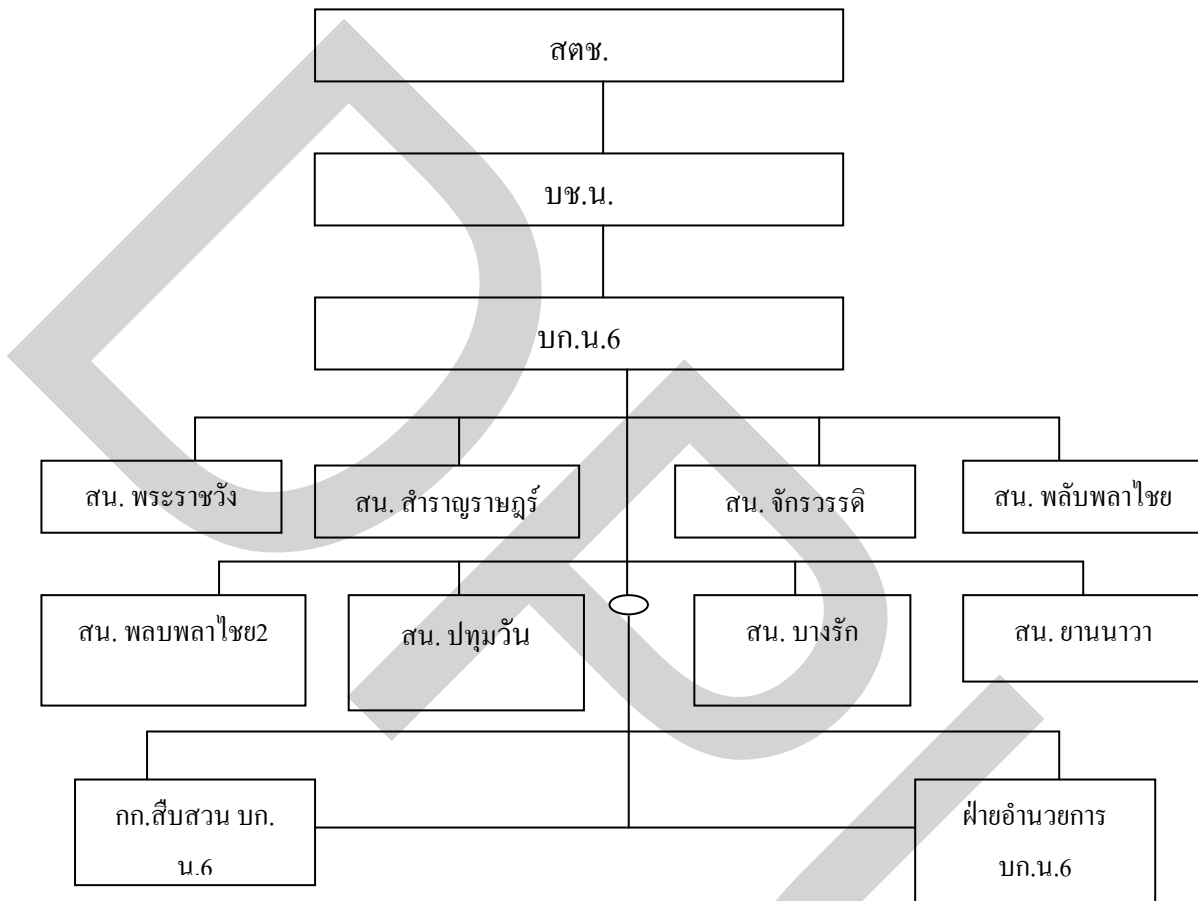 สตช.
บช.น.
บก.น.6
สน. พระราชวัง
สน. สำราญราษฎร์
สน. จักรวรรดิ
สน. พลับพลาไชย
สน. พลบพลาไชย2
สน. ปทุมวัน
สน. บางรัก
สน. ยานนาวา
กก.สืบสวน บก.
น.6
ฝ่ายอำนวยการ
บก.น.6